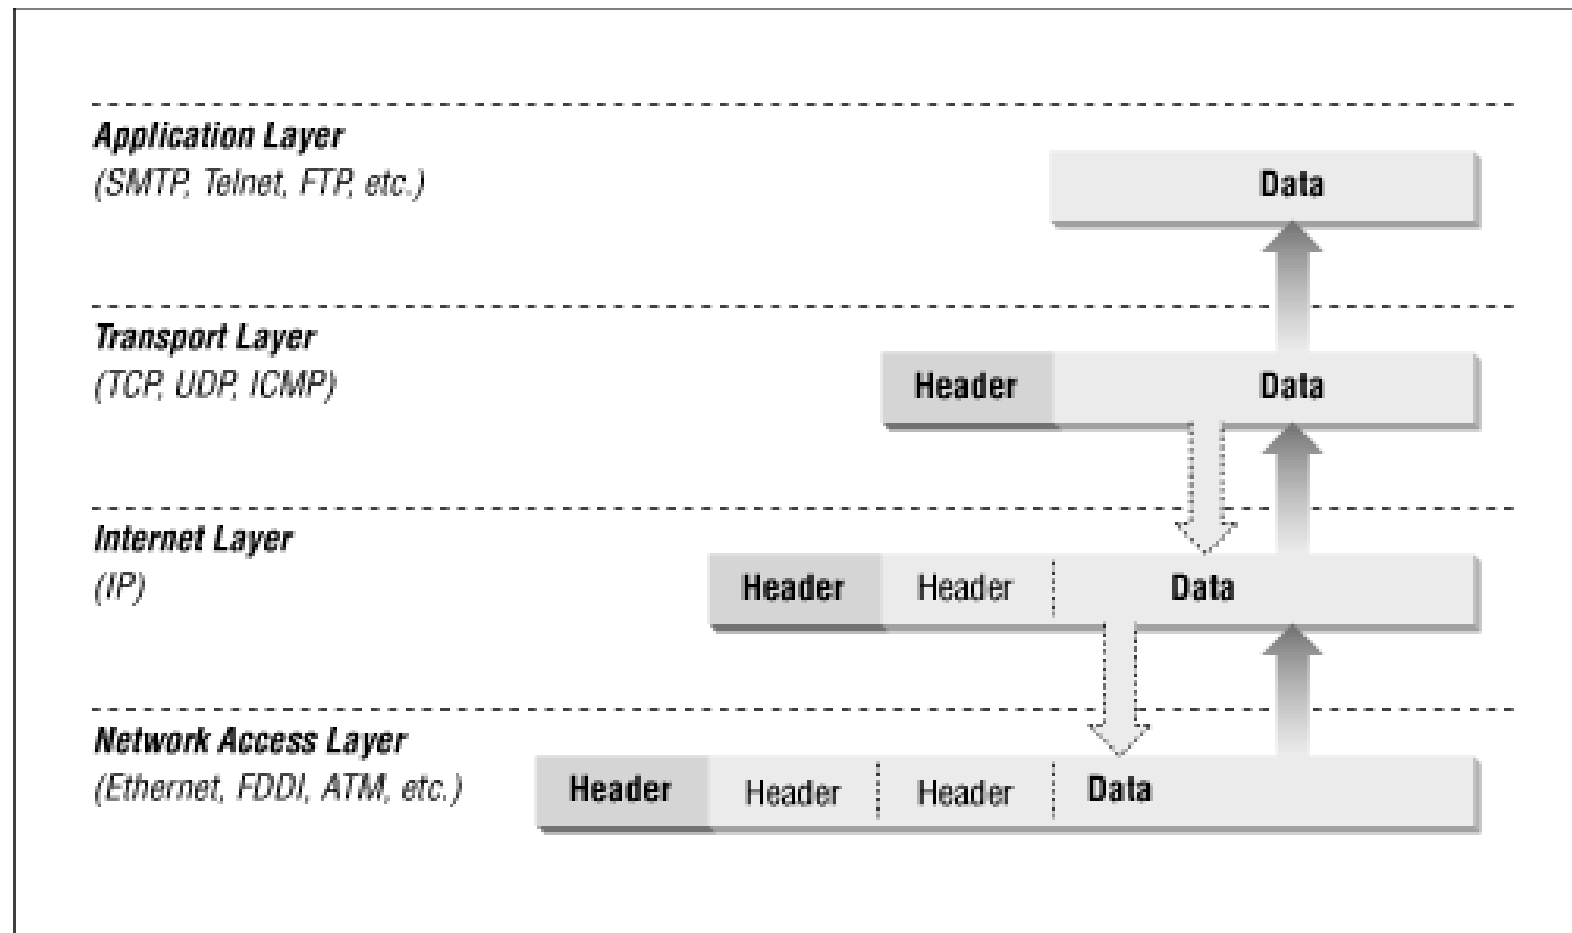 Application Layer
(SMTP, Telnet, FTP, etc.)
Data
Transport Layer
(TCP, UDP, ICMP)
Header Data
Internet Layer
(IP)
Header Header Data
Network Access Layer
(Ethernet, FDDI, ATM, etc.)
Header Header Header Data